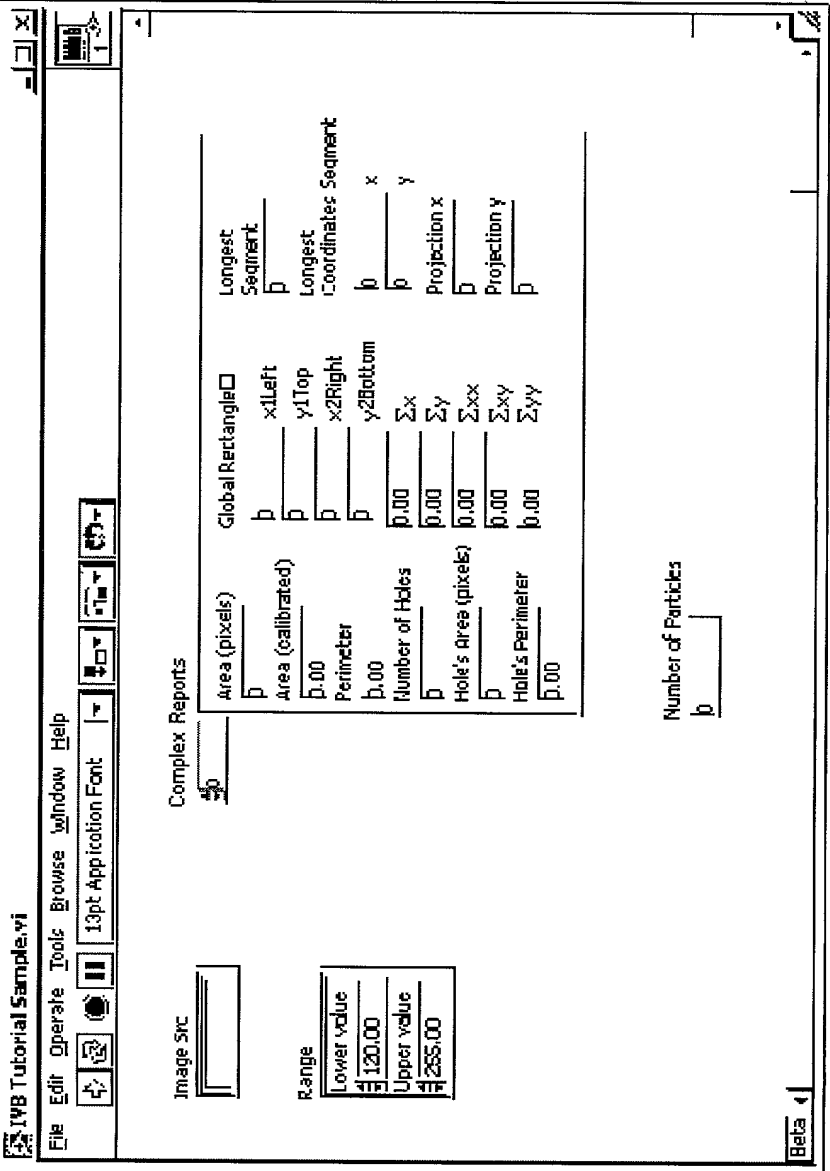 IVB Tutorial Sample.vi
File Edit Operate Tools Browse Window Help
13pt Application Font
1
Image Src
Range
Lower value
120.00
Upper value
255.00
Complex Reports
0
Area (pixels)
0
Area (calibrated)
0.00
Perimeter
0.00
Number of Holes
0
Hole's Area (pixels)
0
Hole's Perimeter
0.00
Global Rectangle
0 x1Left
0 y1Top
0 x2Right
0 y2Bottom
0.00 Σx
0.00 Σy
0.00 Σxx
0.00 Σxy
0.00 Σyy
Longest
Segment
0
Longest
Coordinates Segment
0 x
0 y
Projection x
0
Projection y
0
Number of Particles
0
Beta